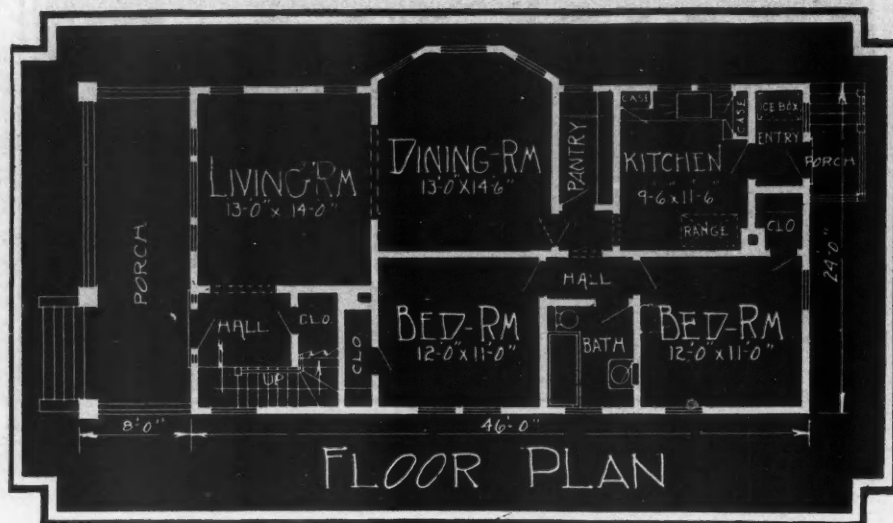 CASE
CASE
ICE BOX
ENTRY
PORCH
LIVING RM
13'-0" x 14'-0"
DINING-RM
13'-0" X 14'-6"
PANTRY
KITCHEN
9-6 x 11-6"
RANGE
CLO
PORCH
HALL
24'-0"
HALL
CLO.
CLO
BED-RM
12'-0" x 11'-0"
BATH
BED-RM
12'-0" x 11'-0"
UP
8'-0"
46'-0"
FLOOR PLAN